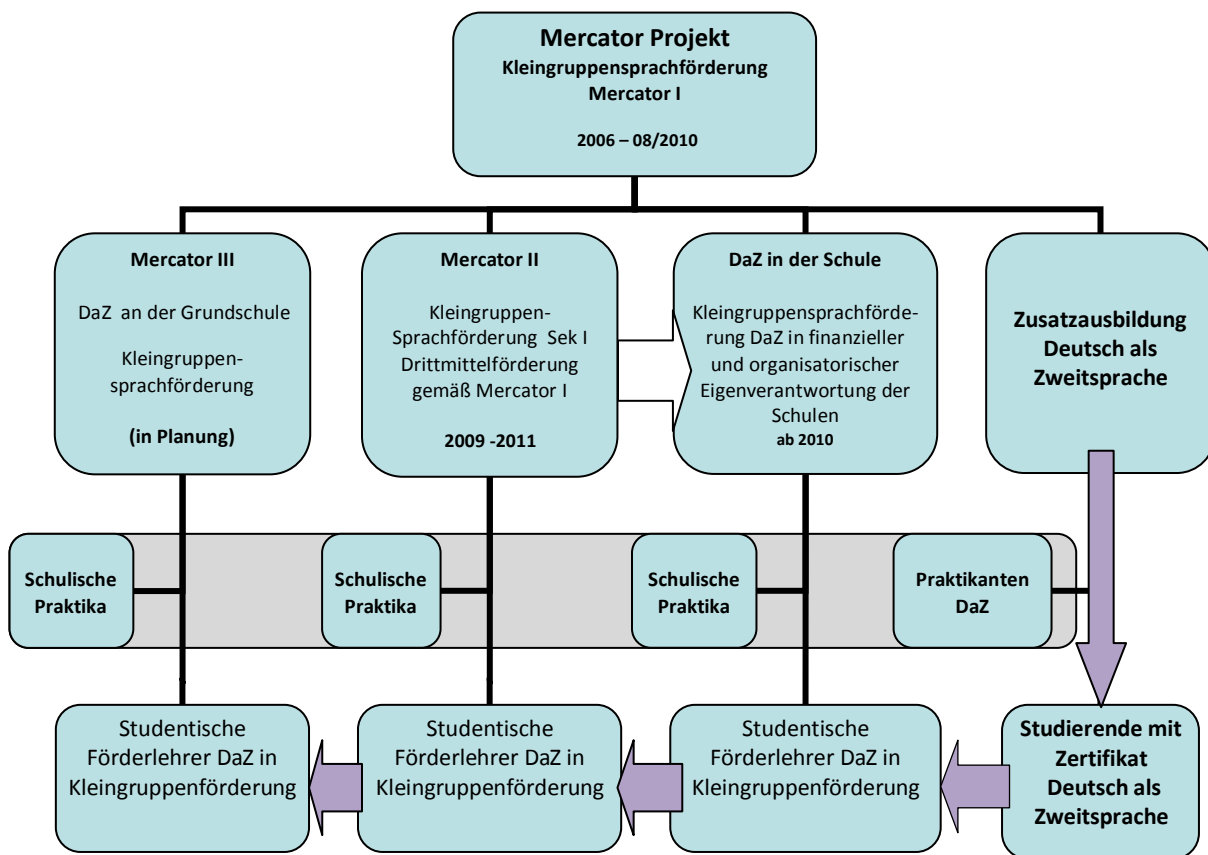 Mercator Projekt
Kleingruppensprachförderung
Mercator I
2006 – 08/2010
Mercator III
DaZ an der Grundschule
Kleingruppen-
sprachförderung
(in Planung)
Mercator II
Kleingruppen-
Sprachförderung Sek I
Drittmittelförderung
gemäß Mercator I
2009 -2011
DaZ in der Schule
Kleingruppensprachförde-
rung DaZ in finanzieller
und organisatorischer
Eigenverantwortung der
Schulen
ab 2010
Zusatzausbildung
Deutsch als
Zweitsprache
Schulische
Praktika
Schulische
Praktika
Schulische
Praktika
Praktikanten
DaZ
Studentische
Förderlehrer DaZ in
Kleingruppenförderung
Studentische
Förderlehrer DaZ in
Kleingruppenförderung
Studentische
Förderlehrer DaZ in
Kleingruppenförderung
Studierende mit
Zertifikat
Deutsch als
Zweitsprache